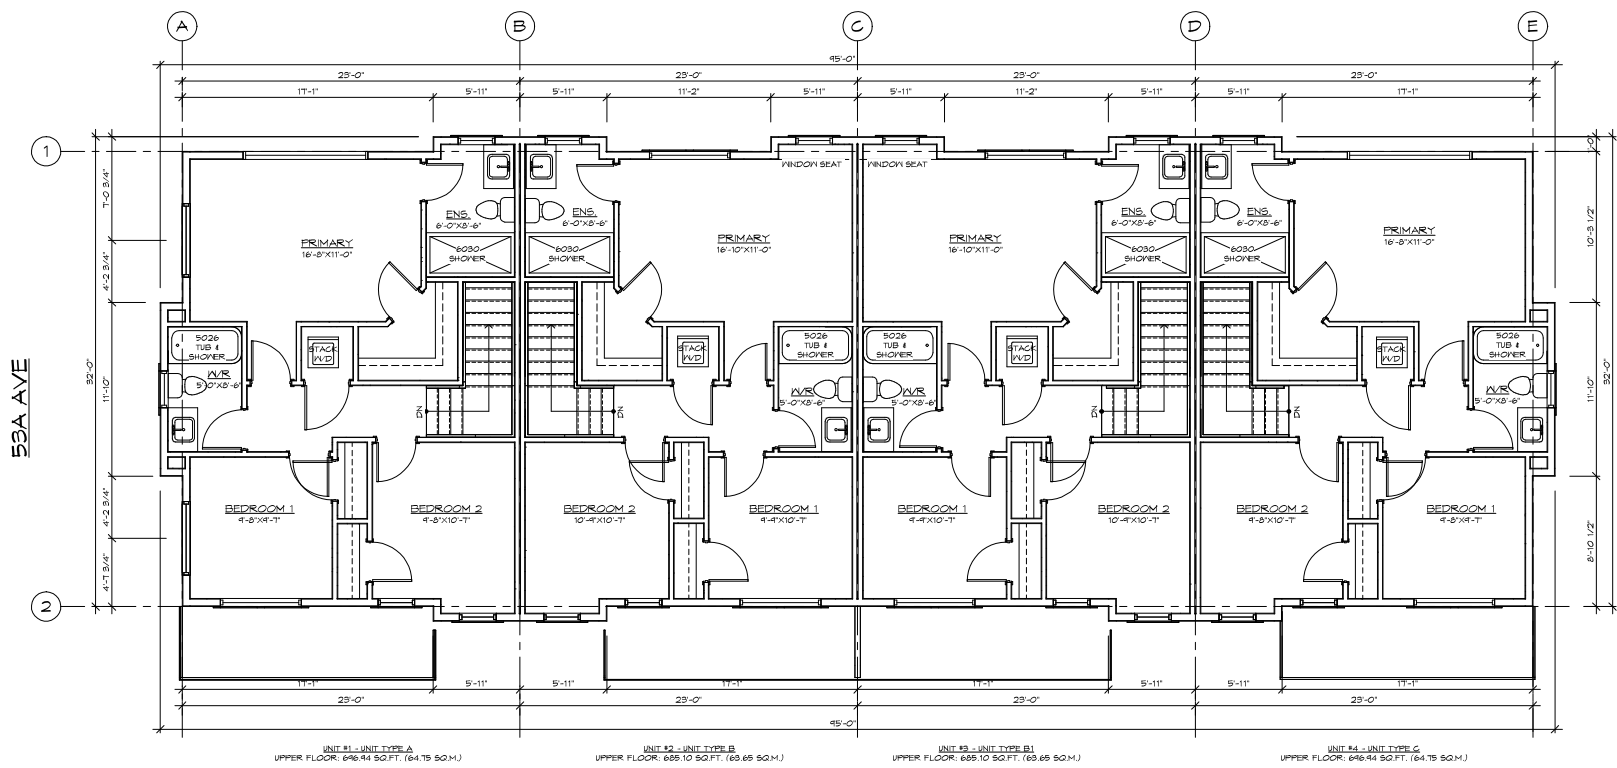 A B C D E
95'-0"
23'-0" 23'-0" 23'-0" 23'-0"
17'-1" 5'-11" 5'-11" 11'-2" 5'-11" 5'-11" 11'-2" 5'-11" 5'-11" 17'-1"
1
WINDOW SEAT WINDOW SEAT
1'-0"
7'-0 3/4"
10'-3 1/2"
ENS.
6'-0"X8'-6"
ENS.
6'-0"X8'-6"
ENS.
6'-0"X8'-6"
ENS.
6'-0"X8'-6"
PRIMARY
16'-8"X11'-0"
PRIMARY
16'-10"X11'-0"
PRIMARY
16'-10"X11'-0"
PRIMARY
16'-8"X11'-0"
6030
SHOWER
6030
SHOWER
6030
SHOWER
6030
SHOWER
4'-2 3/4"
5026
TUB &
SHOWER
5026
TUB &
SHOWER
5026
TUB &
SHOWER
5026
TUB &
SHOWER
STACK
W/D
STACK
W/D
STACK
W/D
STACK
W/D
W/R
5'-0"X8'-6"
W/R
5'-0"X8'-6"
W/R
5'-0"X8'-6"
W/R
5'-0"X8'-6"
53A AVE
32'-0"
11'-10"
11'-10"
32'-0"
DN
DN
DN
DN
BEDROOM 1
9'-8"X9'-7"
BEDROOM 2
9'-8"X10'-7"
BEDROOM 2
10'-9"X10'-7"
BEDROOM 1
9'-9"X10'-7"
BEDROOM 1
9'-9"X10'-7"
BEDROOM 2
10'-9"X10'-7"
BEDROOM 2
9'-8"X10'-7"
BEDROOM 1
9'-8"X9'-7"
4'-2 3/4"
4'-7 3/4"
8'-10 1/2"
2
17'-1" 5'-11" 5'-11" 17'-1" 17'-1" 5'-11" 5'-11" 17'-1"
23'-0" 23'-0" 23'-0" 23'-0"
95'-0"
UNIT #1 - UNIT TYPE A
UPPER FLOOR: 696.94 SQ.FT. (64.75 SQ.M.)
UNIT #2 - UNIT TYPE B
UPPER FLOOR: 685.10 SQ.FT. (63.65 SQ.M.)
UNIT #3 - UNIT TYPE B1
UPPER FLOOR: 685.10 SQ.FT. (63.65 SQ.M.)
UNIT #4 - UNIT TYPE C
UPPER FLOOR: 696.94 SQ.FT. (64.75 SQ.M.)